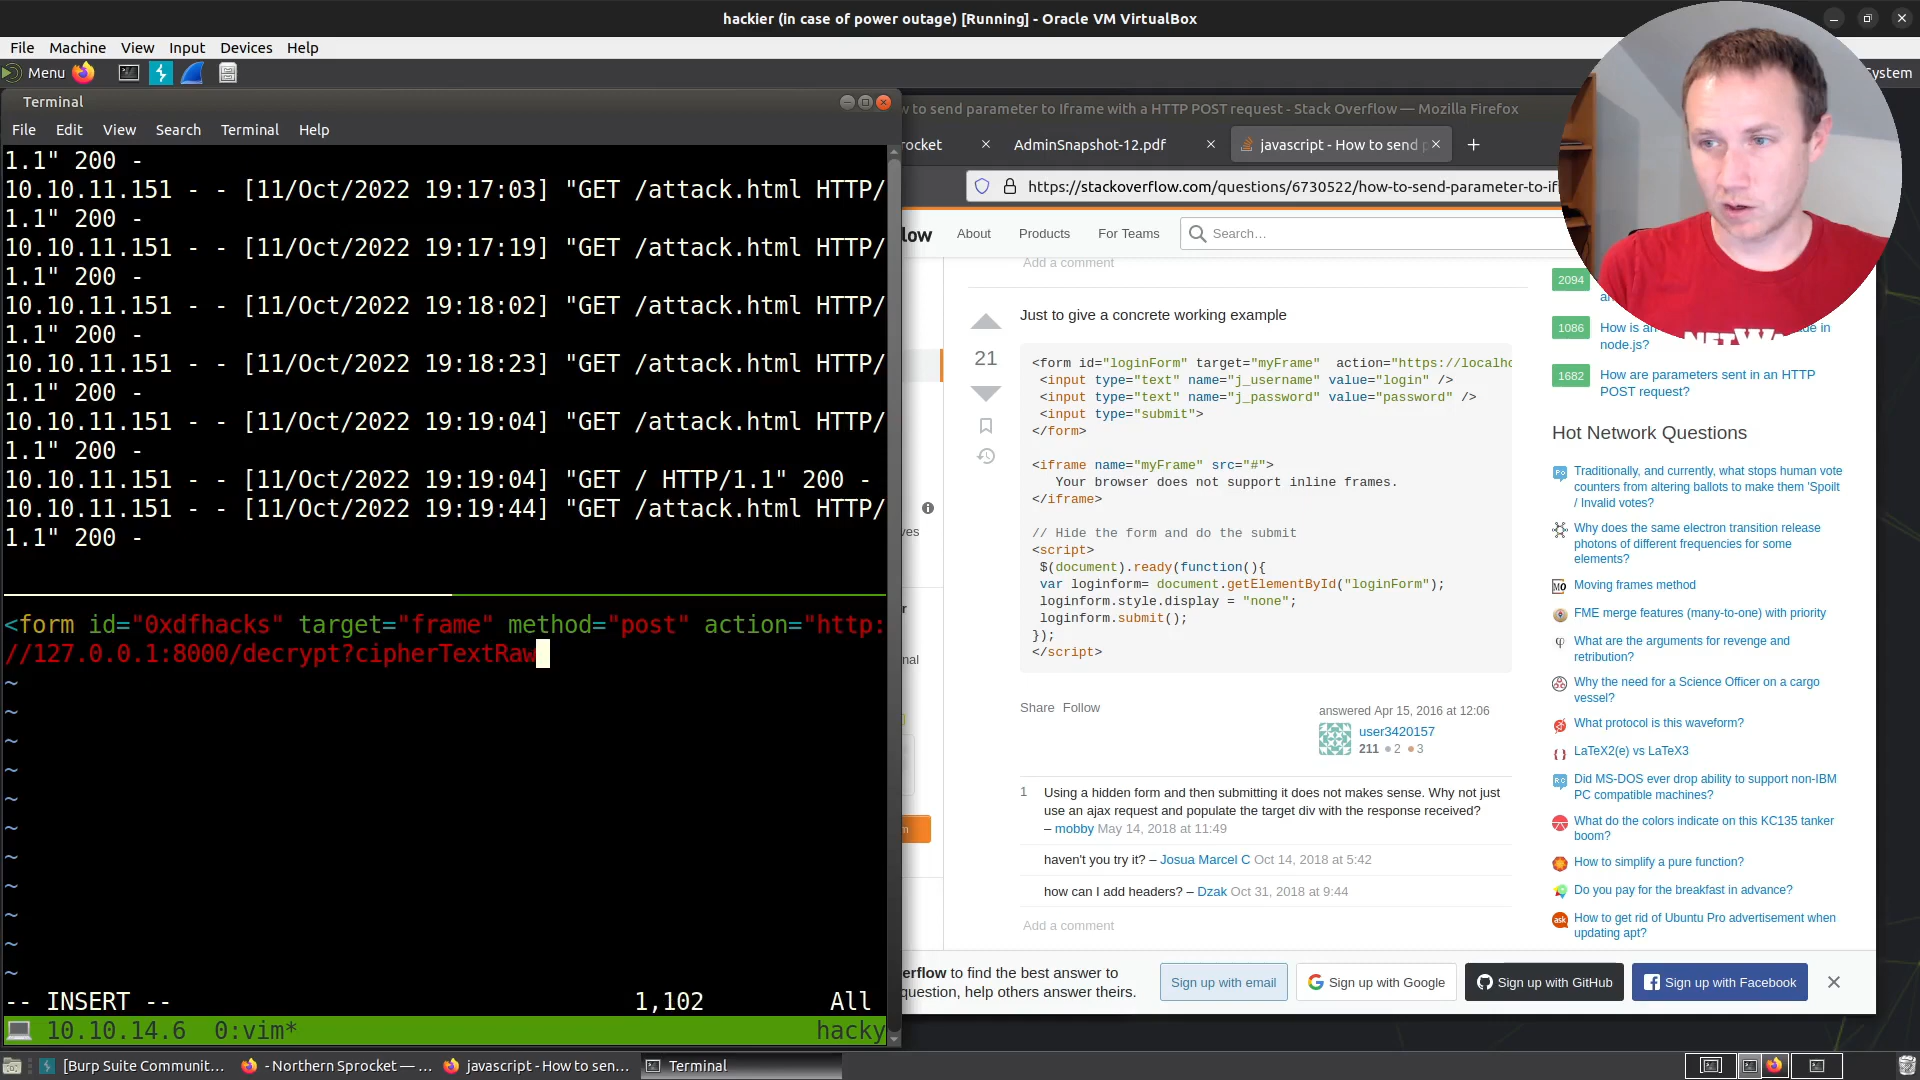 hackier (in case of power outage) [Running] - Oracle VM VirtualBox
File Machine View Input Devices Help
Menu
System
Terminal
File Edit View Search Terminal Help
1.1" 200 -
10.10.11.151 - - [11/Oct/2022 19:17:03] "GET /attack.html HTTP/
1.1" 200 -
10.10.11.151 - - [11/Oct/2022 19:17:19] "GET /attack.html HTTP/
1.1" 200 -
10.10.11.151 - - [11/Oct/2022 19:18:02] "GET /attack.html HTTP/
1.1" 200 -
10.10.11.151 - - [11/Oct/2022 19:18:23] "GET /attack.html HTTP/
1.1" 200 -
10.10.11.151 - - [11/Oct/2022 19:19:04] "GET /attack.html HTTP/
1.1" 200 -
10.10.11.151 - - [11/Oct/2022 19:19:04] "GET / HTTP/1.1" 200 -
10.10.11.151 - - [11/Oct/2022 19:19:44] "GET /attack.html HTTP/
1.1" 200 -
<form id="0xdfhacks" target="frame" method="post" action="http:
//127.0.0.1:8000/decrypt?cipherTextRaw
~
~
~
~
~
~
~
~
~
~
~
-- INSERT -- 1,102 All
10.10.14.6 0:vim* hacky
w to send parameter to Iframe with a HTTP POST request - Stack Overflow — Mozilla Firefox
rocket AdminSnapshot-12.pdf javascript - How to send p
https://stackoverflow.com/questions/6730522/how-to-send-parameter-to-if
low About Products For Teams Search…
Add a comment
21
Just to give a concrete working example
<form id="loginForm" target="myFrame" action="https://localho
<input type="text" name="j_username" value="login" />
<input type="text" name="j_password" value="password" />
<input type="submit">
</form>
<iframe name="myFrame" src="#">
Your browser does not support inline frames.
</iframe>
// Hide the form and do the submit
<script>
$(document).ready(function(){
var loginform= document.getElementById("loginForm");
loginform.style.display = "none";
loginform.submit();
});
</script>
Share Follow
answered Apr 15, 2016 at 12:06
user3420157
211 2 3
1 Using a hidden form and then submitting it does not makes sense. Why not just
use an ajax request and populate the target div with the response received?
– mobby May 14, 2018 at 11:49
haven't you try it? – Josua Marcel C Oct 14, 2018 at 5:42
how can I add headers? – Dzak Oct 31, 2018 at 9:44
Add a comment
2094
an
1086 How is an de in
node.js?
1682 How are parameters sent in an HTTP
POST request?
Hot Network Questions
Traditionally, and currently, what stops human vote
counters from altering ballots to make them 'Spoilt
/ Invalid votes?
Why does the same electron transition release
photons of different frequencies for some
elements?
Moving frames method
FME merge features (many-to-one) with priority
What are the arguments for revenge and
retribution?
Why the need for a Science Officer on a cargo
vessel?
What protocol is this waveform?
LaTeX2(e) vs LaTeX3
Did MS-DOS ever drop ability to support non-IBM
PC compatible machines?
What do the colors indicate on this KC135 tanker
boom?
How to simplify a pure function?
Do you pay for the breakfast in advance?
How to get rid of Ubuntu Pro advertisement when
updating apt?
ves
r
nal
m
erflow to find the best answer to
question, help others answer theirs.
Sign up with email Sign up with Google Sign up with GitHub Sign up with Facebook
[Burp Suite Communit... - Northern Sprocket — ... javascript - How to sen... Terminal